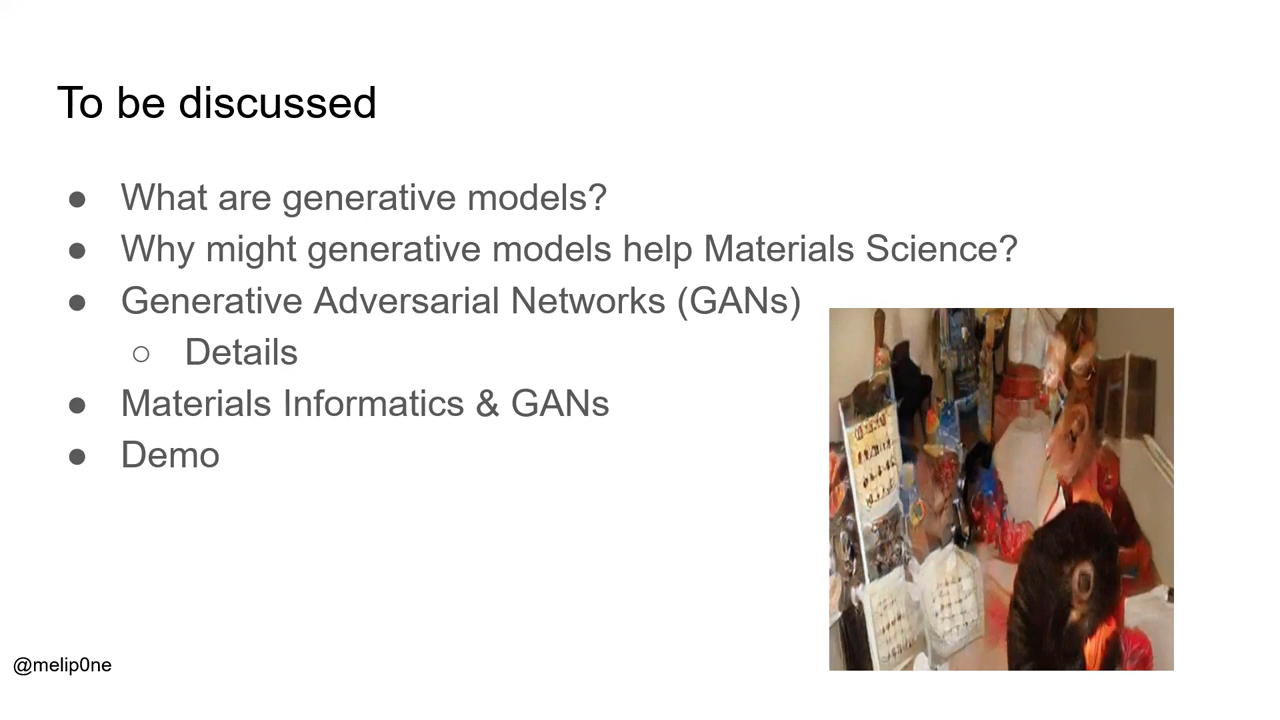 To be discussed
● What are generative models?
● Why might generative models help Materials Science?
● Generative Adversarial Networks (GANs)
○ Details
● Materials Informatics & GANs
● Demo
@melip0ne